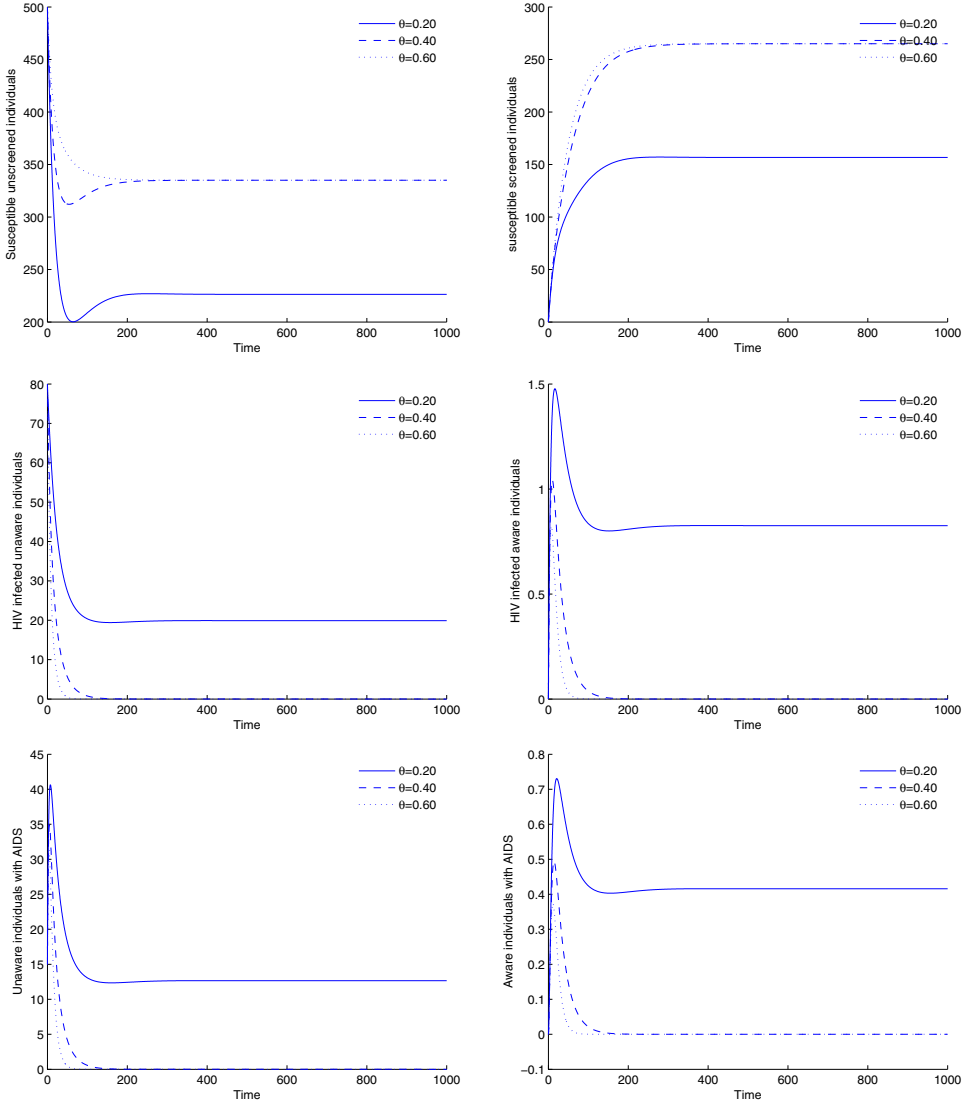 Susceptible unscreened individuals
500
450
400
350
300
250
200
0
200
400
600
800
1000
Time
θ=0.20
θ=0.40
θ=0.60
susceptible screened individuals
300
250
200
150
100
50
0
0
200
400
600
800
1000
Time
θ=0.20
θ=0.40
θ=0.60
HIV infected unaware individuals
80
70
60
50
40
30
20
10
0
0
200
400
600
800
1000
Time
θ=0.20
θ=0.40
θ=0.60
HIV infected aware individuals
1.5
1
0.5
0
0
200
400
600
800
1000
Time
θ=0.20
θ=0.40
θ=0.60
Unaware individuals with AIDS
45
40
35
30
25
20
15
10
5
0
0
200
400
600
800
1000
Time
θ=0.20
θ=0.40
θ=0.60
Aware individuals with AIDS
0.8
0.7
0.6
0.5
0.4
0.3
0.2
0.1
0
−0.1
0
200
400
600
800
1000
Time
θ=0.20
θ=0.40
θ=0.60